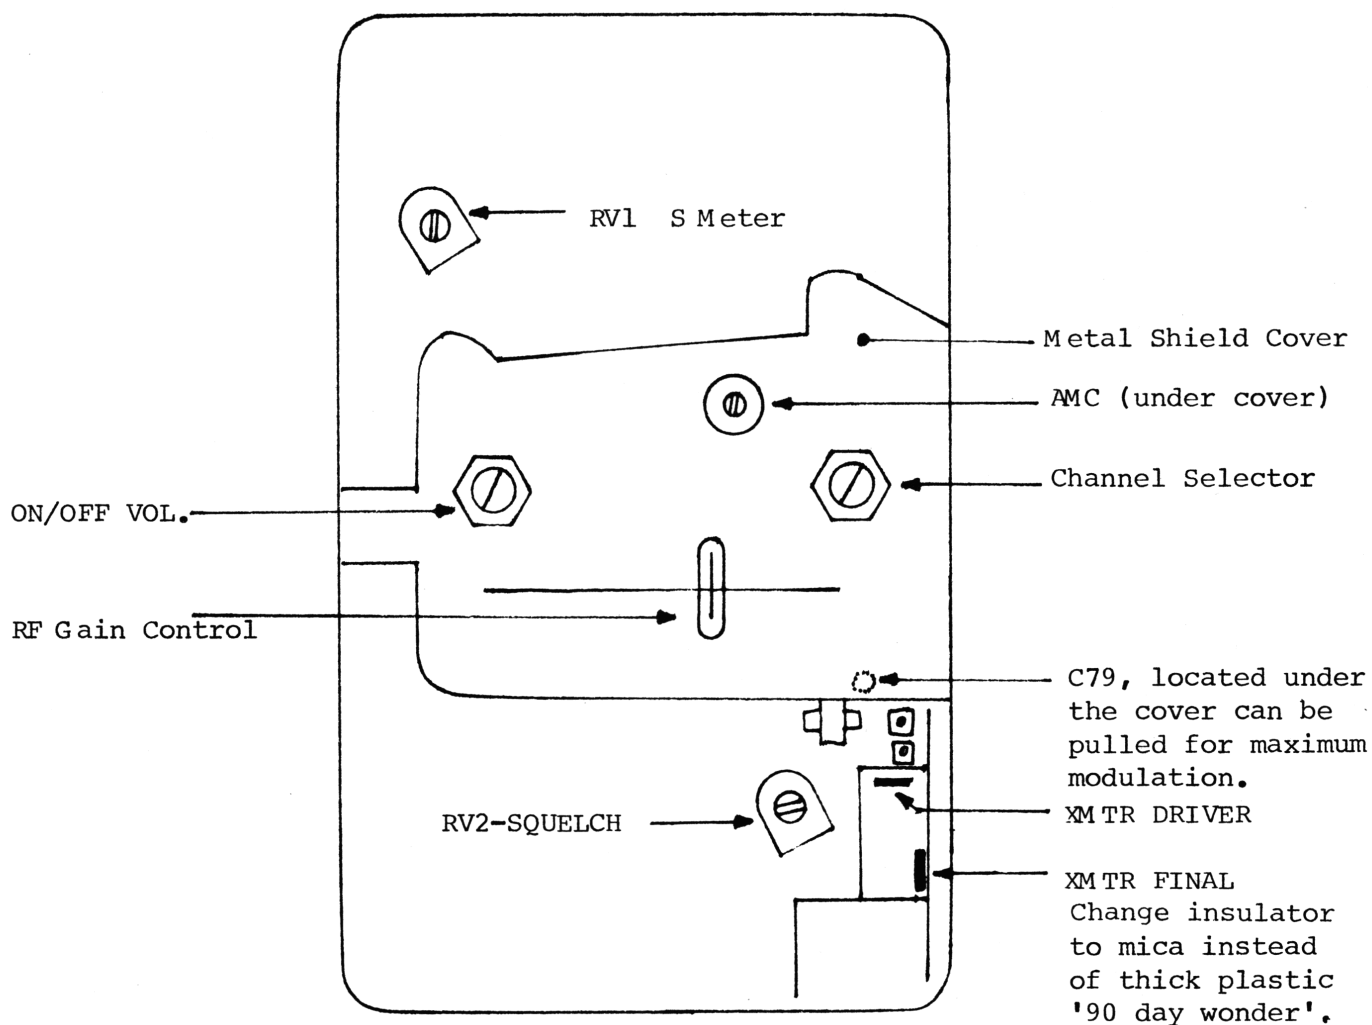 RV1 S Meter
Metal Shield Cover
AMC (under cover)
Channel Selector
ON/OFF VOL.
RF Gain Control
C79, located under
the cover can be
pulled for maximum
modulation.
XMTR DRIVER
RV2-SQUELCH
XMTR FINAL
Change insulator
to mica instead
of thick plastic
'90 day wonder'.